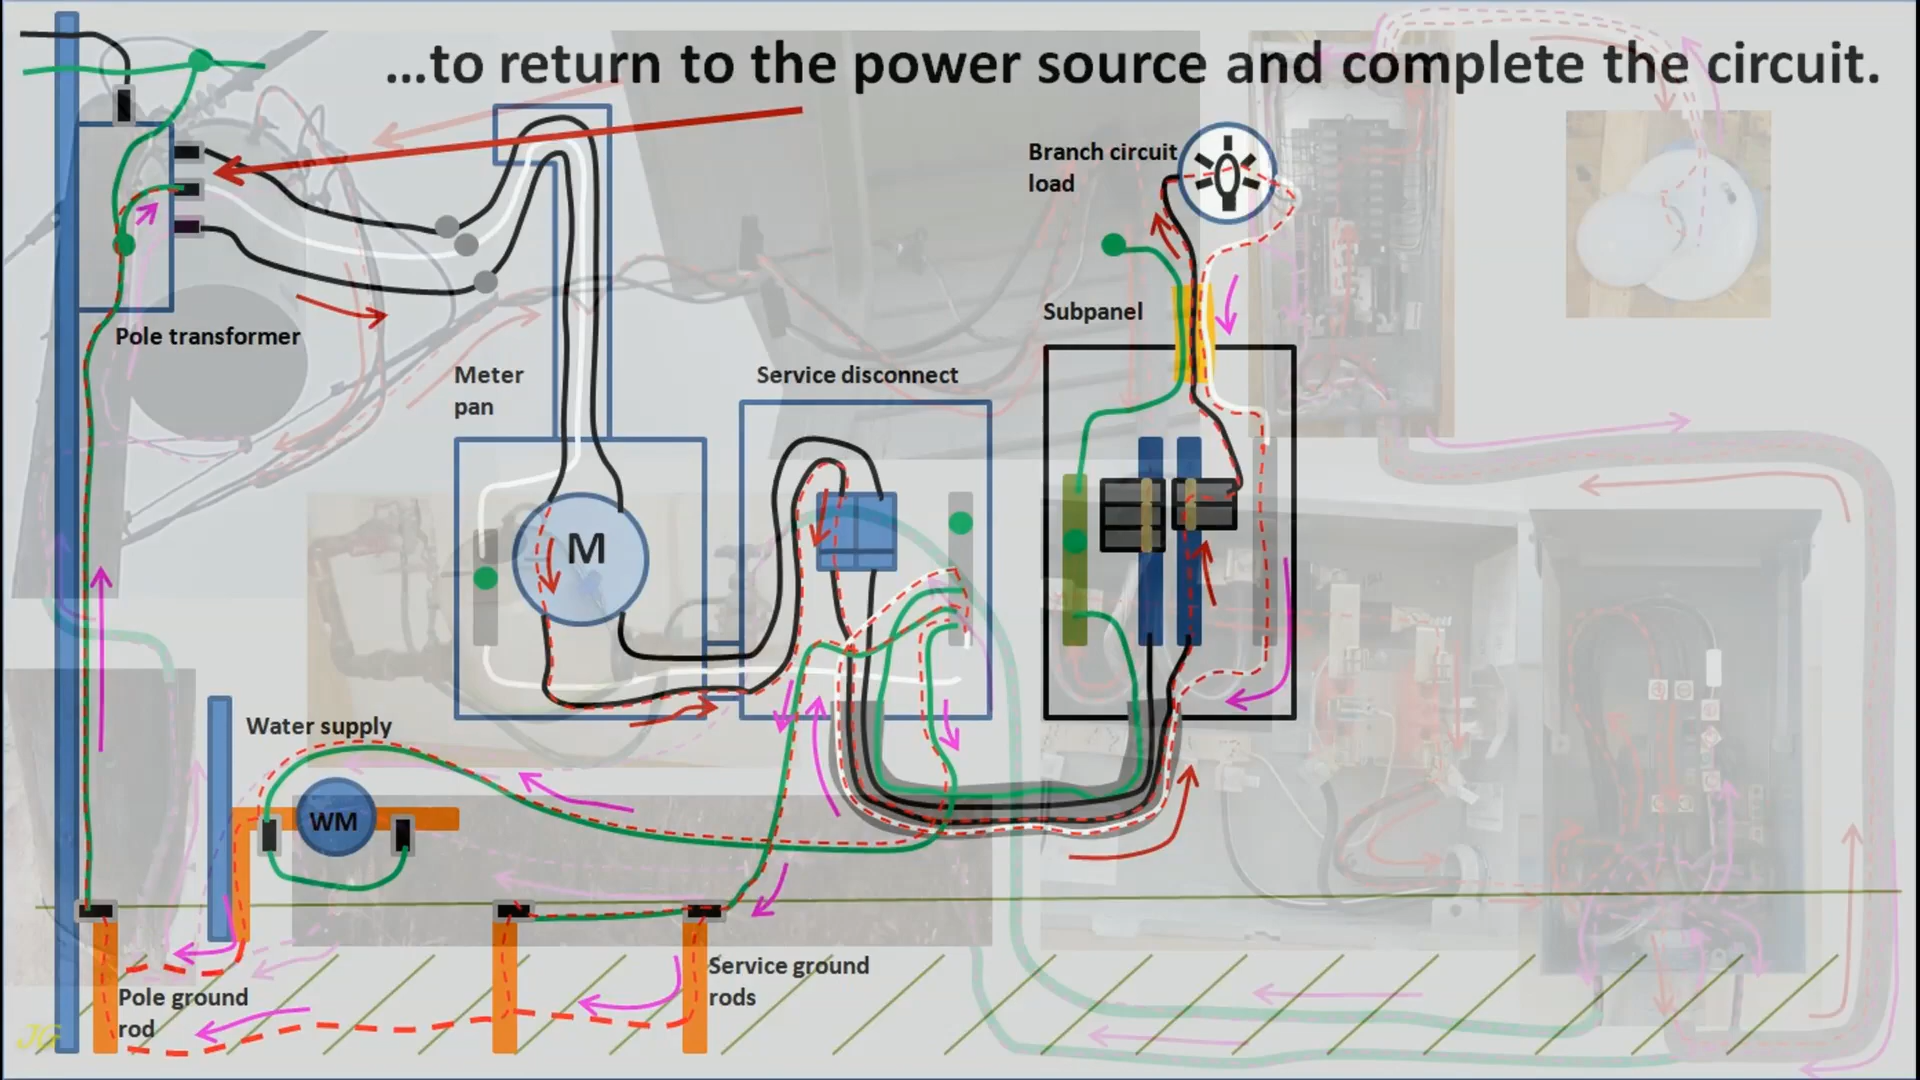 ...to return to the power source and complete the circuit.
Branch circuit
load
Subpanel
Pole transformer
Meter
pan
Service disconnect
M
Water supply
WM
Service ground
rods
Pole ground
rod
JG